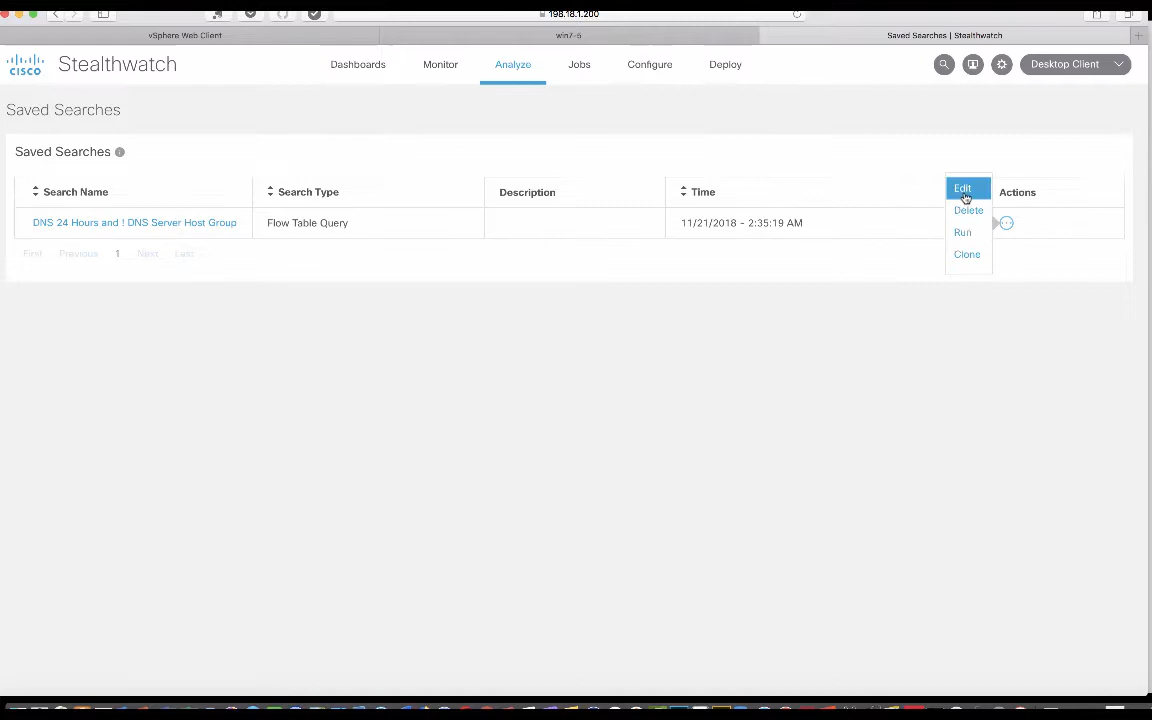 198.18.1.200
vSphere Web Client
win7-5
Saved Searches | Stealthwatch
CISCO Stealthwatch
Dashboards Monitor Analyze Jobs Configure Deploy
Desktop Client
Saved Searches
Saved Searches
Search Name Search Type Description Time Actions
DNS 24 Hours and ! DNS Server Host Group Flow Table Query 11/21/2018 - 2:35:19 AM
Edit
Delete
Run
Clone
First Previous 1 Next Last